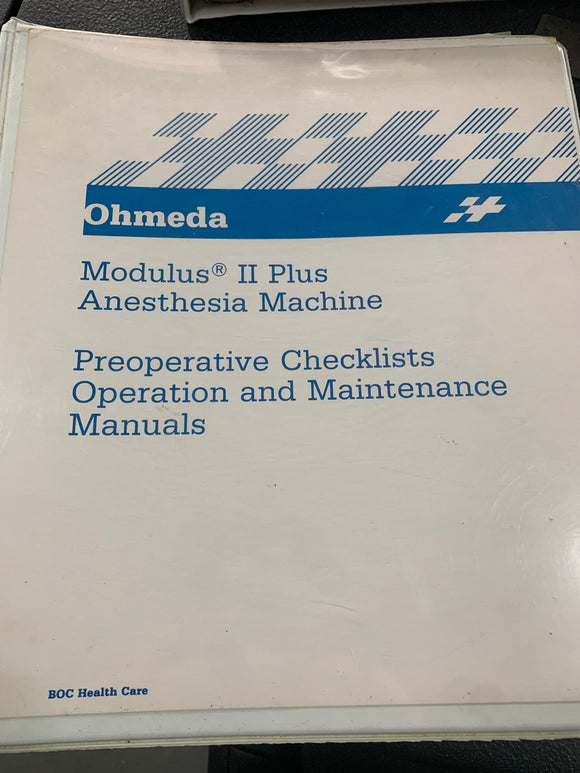 Ohmeda
Modulus® II Plus
Anesthesia Machine
Preoperative Checklists
Operation and Maintenance
Manuals
BOC Health Care